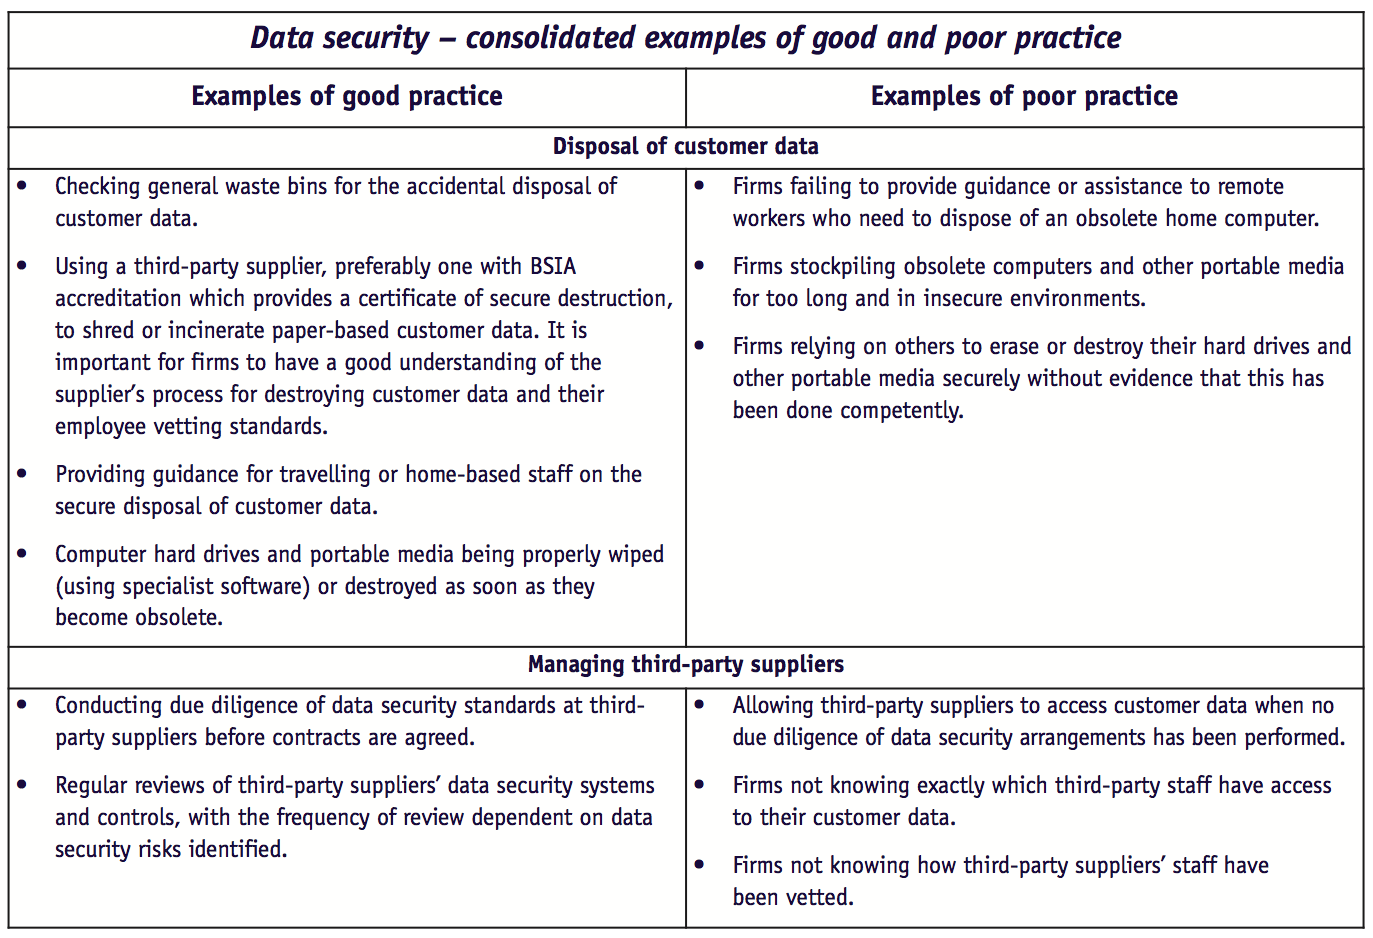 Data security – consolidated examples of good and poor practice
Examples of good practice
Examples of poor practice
Disposal of customer data
• Checking general waste bins for the accidental disposal of
customer data.
• Using a third-party supplier, preferably one with BSIA
accreditation which provides a certificate of secure destruction,
to shred or incinerate paper-based customer data. It is
important for firms to have a good understanding of the
supplier’s process for destroying customer data and their
employee vetting standards.
• Providing guidance for travelling or home-based staff on the
secure disposal of customer data.
• Computer hard drives and portable media being properly wiped
(using specialist software) or destroyed as soon as they
become obsolete.
• Firms failing to provide guidance or assistance to remote
workers who need to dispose of an obsolete home computer.
• Firms stockpiling obsolete computers and other portable media
for too long and in insecure environments.
• Firms relying on others to erase or destroy their hard drives and
other portable media securely without evidence that this has
been done competently.
Managing third-party suppliers
• Conducting due diligence of data security standards at third-
party suppliers before contracts are agreed.
• Regular reviews of third-party suppliers’ data security systems
and controls, with the frequency of review dependent on data
security risks identified.
• Allowing third-party suppliers to access customer data when no
due diligence of data security arrangements has been performed.
• Firms not knowing exactly which third-party staff have access
to their customer data.
• Firms not knowing how third-party suppliers’ staff have
been vetted.